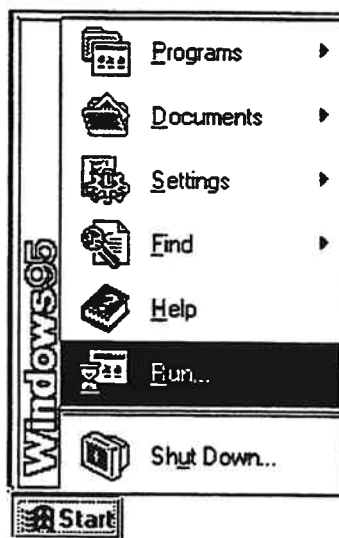 Programs
Documents
Settings
Find
Help
Run...
Shut Down...
Windows95
Start